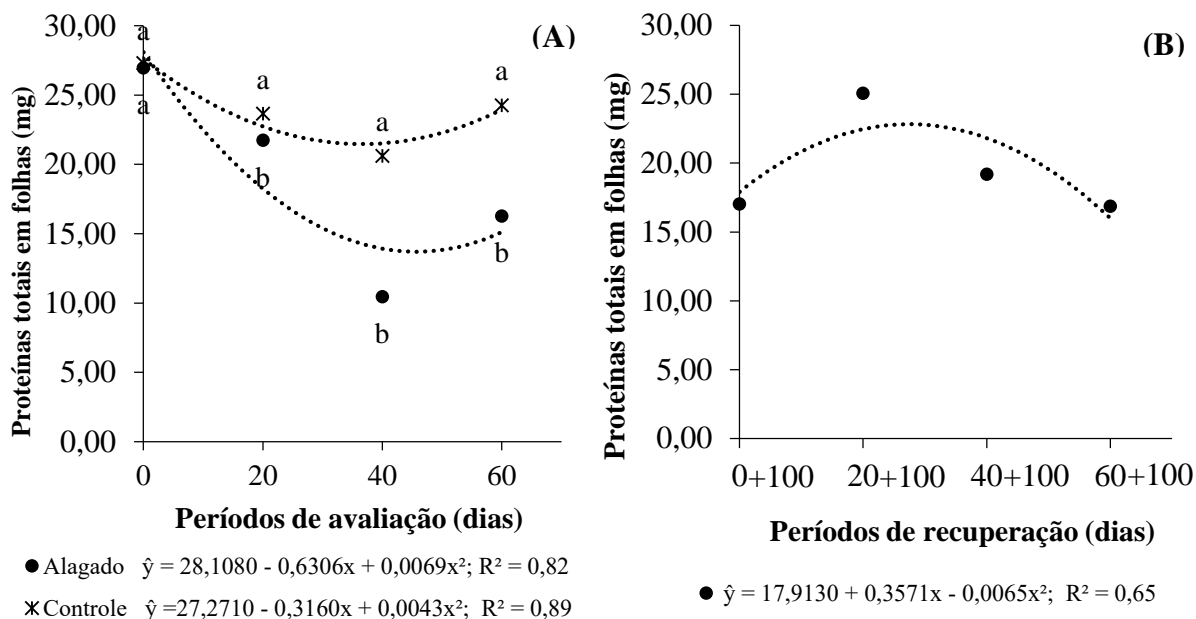 (A)
Proteínas totais em folhas (mg)
30,00
25,00
20,00
15,00
10,00
5,00
0,00
a
a
a
b
a
b
a
b
0
20
40
60
Períodos de avaliação (dias)
Alagado ŷ = 28,1080 - 0,6306x + 0,0069x²; R² = 0,82
Controle ŷ =27,2710 - 0,3160x + 0,0043x²; R² = 0,89
(B)
Proteínas totais em folhas (mg)
30,00
25,00
20,00
15,00
10,00
5,00
0,00
0+100
20+100
40+100
60+100
Períodos de recuperação (dias)
ŷ = 17,9130 + 0,3571x - 0,0065x²; R² = 0,65